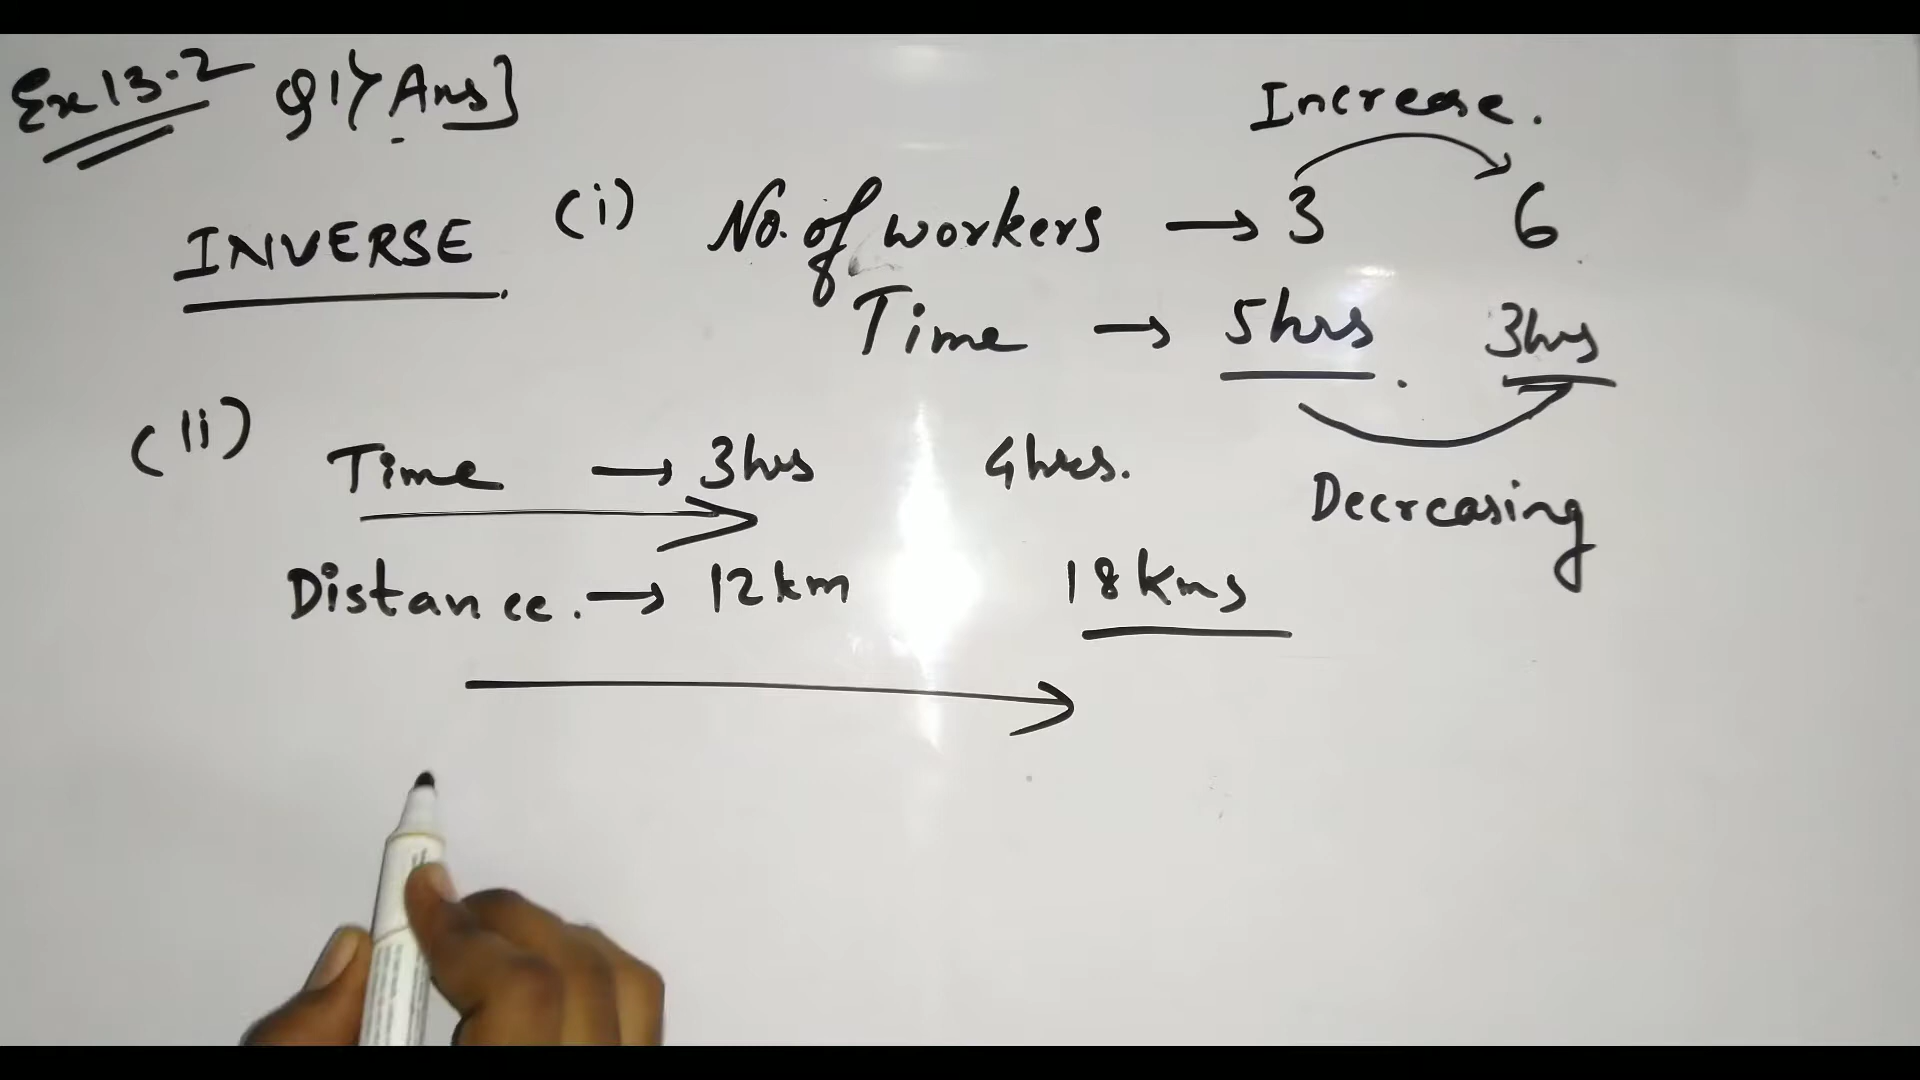 Ex 13.2 Q1> Ans]
Increase.
INVERSE (i) No. of workers → 3 6
Time → 5hrs. 3hrs
(ii) Time → 3hrs 4hrs.
Decreasing
Distance. → 12km 18kms